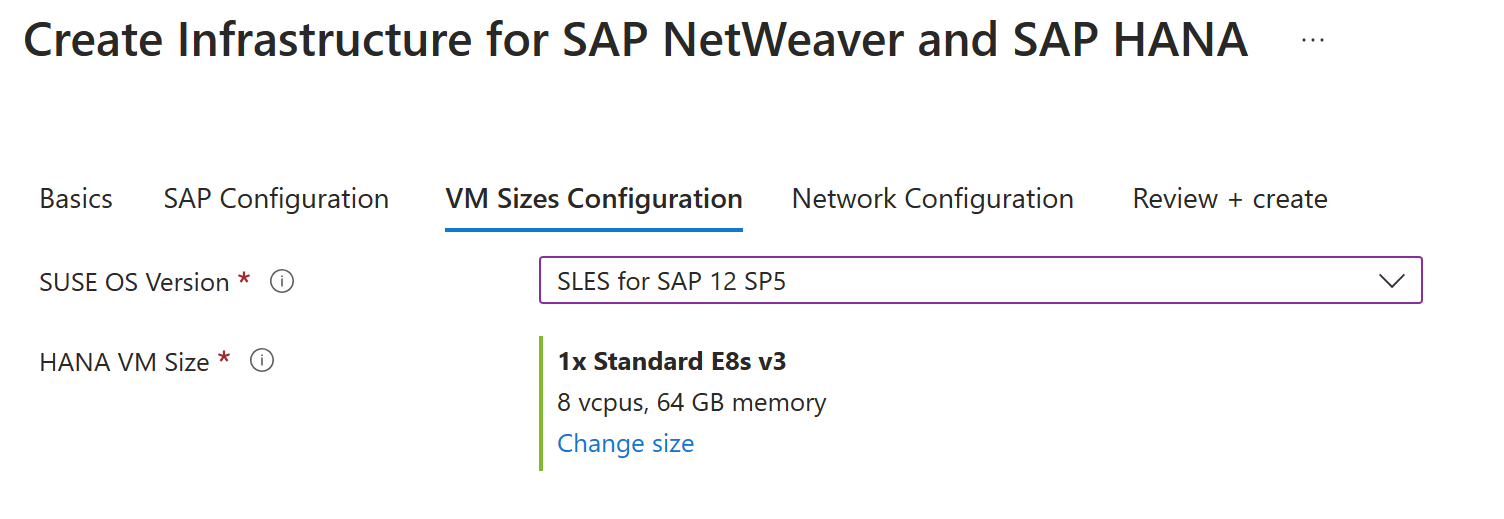 Create Infrastructure for SAP NetWeaver and SAP HANA ...
Basics SAP Configuration VM Sizes Configuration Network Configuration Review + create
SUSE OS Version * SLES for SAP 12 SP5
HANA VM Size * 1x Standard E8s v3
8 vcpus, 64 GB memory
Change size